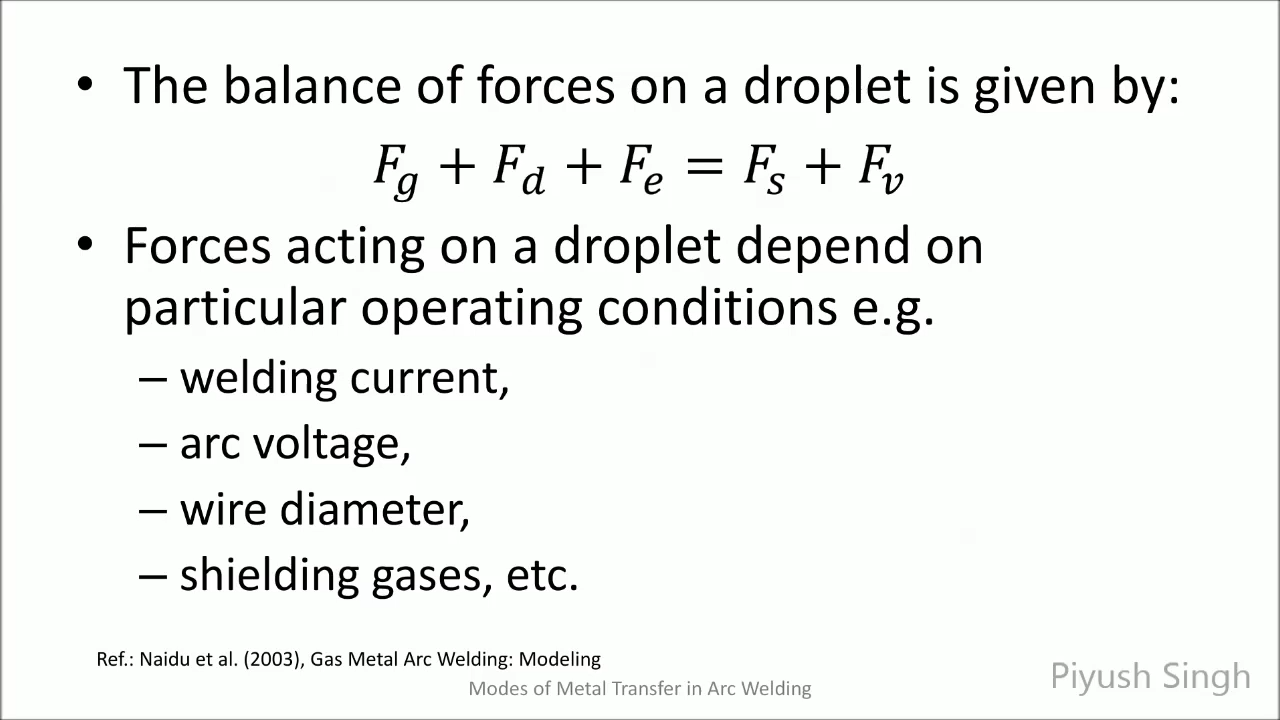 • The balance of forces on a droplet is given by:
F_g + F_d + F_e = F_s + F_v
• Forces acting on a droplet depend on
particular operating conditions e.g.
– welding current,
– arc voltage,
– wire diameter,
– shielding gases, etc.
Ref.: Naidu et al. (2003), Gas Metal Arc Welding: Modeling
Modes of Metal Transfer in Arc Welding
Piyush Singh